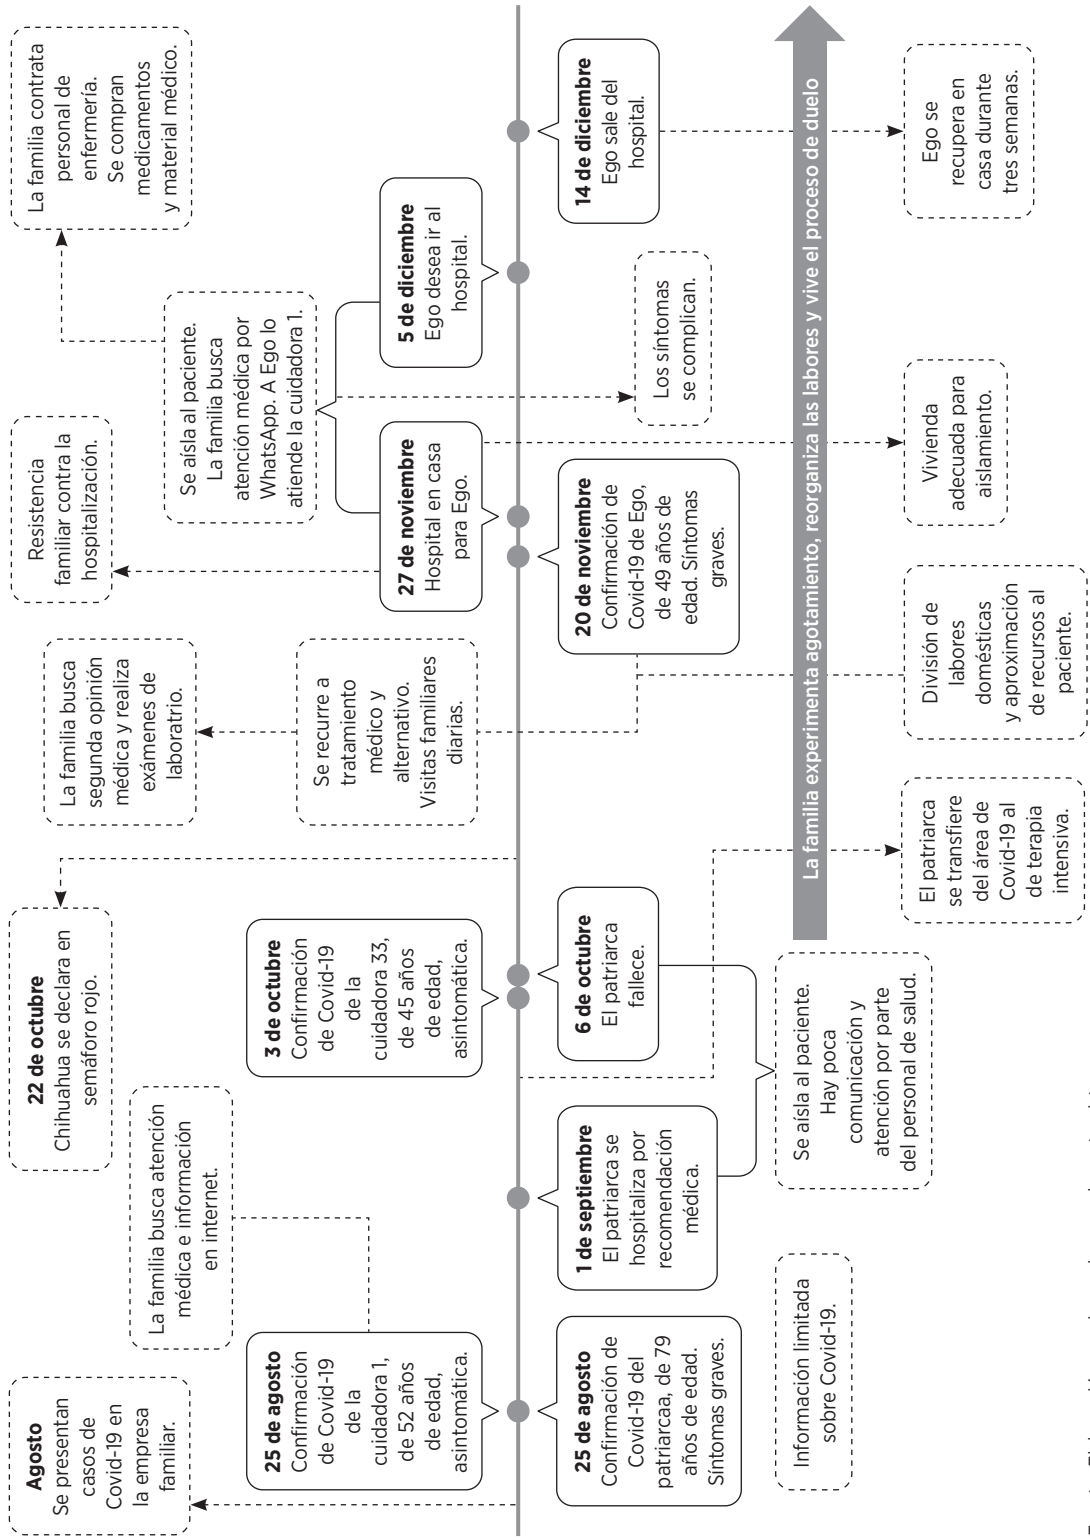 Agosto
Se presentan
casos de
Covid-19 en
la empresa
familiar.
22 de octubre
Chihuahua se declara en
semáforo rojo.
La familia busca atención
médica e información
en internet.
La familia busca
segunda opinión
médica y realiza
exámenes de
laboratrio.
Se recurre a
tratamiento
médico y
alternativo.
Visitas familiares
diarias.
Resistencia
familiar contra la
hospitalización.
Se aísla al paciente.
La familia busca
atención médica por
WhatsApp. A Ego lo
atiende la cuidadora 1.
La familia contrata
personal de
enfermería.
Se compran
medicamentos
y material médico.
25 de agosto
Confirmación
de Covid-19
de la
cuidadora 1,
de 52 años
de edad,
asintomática.
3 de octubre
Confirmación
de Covid-19
de la
cuidadora 33,
de 45 años
de edad,
asintomática.
27 de noviembre
Hospital en casa
para Ego.
5 de diciembre
Ego desea ir al
hospital.
25 de agosto
Confirmación de
Covid-19 del
patriarcaa, de 79
años de edad.
Síntomas graves.
1 de septiembre
El patriarca se
hospitaliza por
recomendación
médica.
6 de octubre
El patriarca
fallece.
20 de noviembre
Confirmación de
Covid-19 de Ego,
de 49 años de
edad. Síntomas
graves.
Los síntomas
se complican.
14 de diciembre
Ego sale del
hospital.
Información limitada
sobre Covid-19.
Se aísla al paciente.
Hay poca
comunicación y
atención por parte
del personal de salud.
La familia experimenta agotamiento, reorganiza las labores y vive el proceso de duelo
El patriarca
se transfiere
del área de
Covid-19 al
de terapia
intensiva.
División de
labores
domésticas
y aproximación
de recursos al
paciente.
Vivienda
adecuada para
aislamiento.
Ego se
recupera en
casa durante
tres semanas.